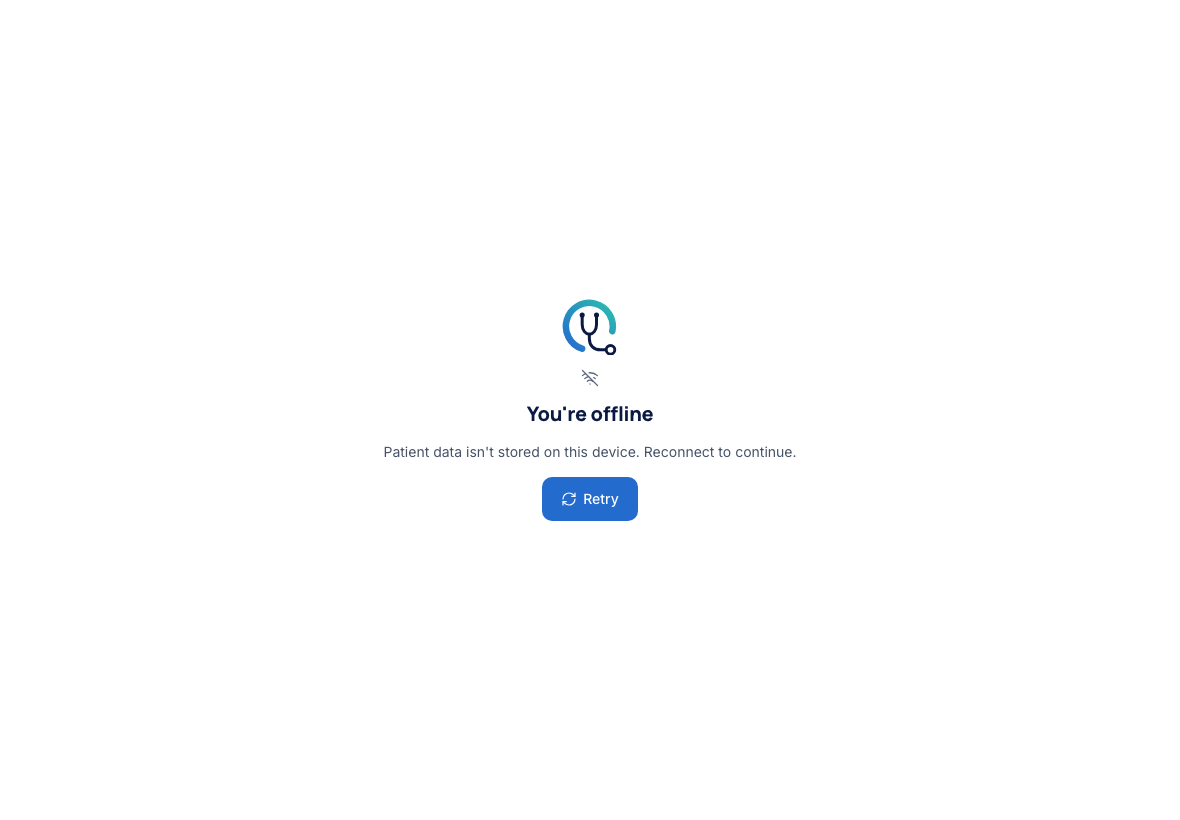 You're offline
Patient data isn't stored on this device. Reconnect to continue.
Retry